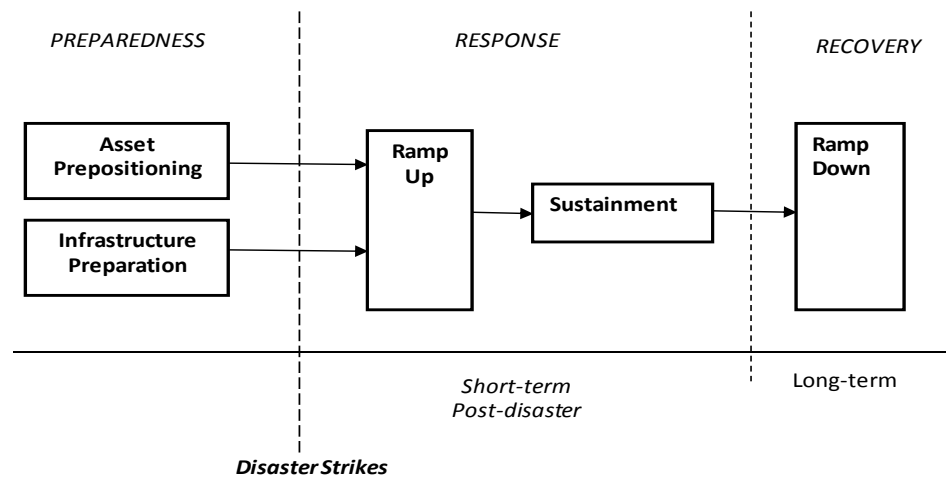 PREPAREDNESS
RESPONSE
RECOVERY
Asset
Prepositioning
Infrastructure
Preparation
Ramp
Up
Sustainment
Ramp
Down
Short-term
Post-disaster
Long-term
Disaster Strikes